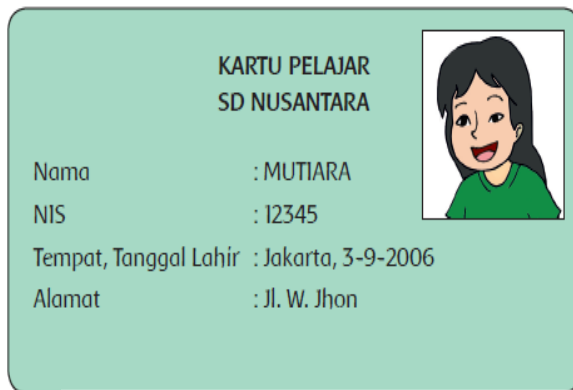 KARTU PELAJAR
SD NUSANTARA
Nama : MUTIARA
NIS : 12345
Tempat, Tanggal Lahir : Jakarta, 3-9-2006
Alamat : Jl. W. Jhon